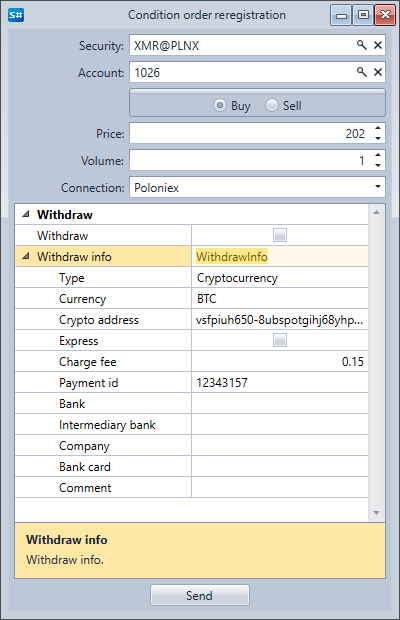 S# Condition order reregistration
Security: XMR@PLNX
Account: 1026
Buy Sell
Price: 202
Volume: 1
Connection: Poloniex
Withdraw
Withdraw
Withdraw info WithdrawInfo
Type Cryptocurrency
Currency BTC
Crypto address vsfpiuh650-8ubspotgihj68yhp...
Express
Charge fee 0.15
Payment id 12343157
Bank
Intermediary bank
Company
Bank card
Comment
Withdraw info
Withdraw info.
Send